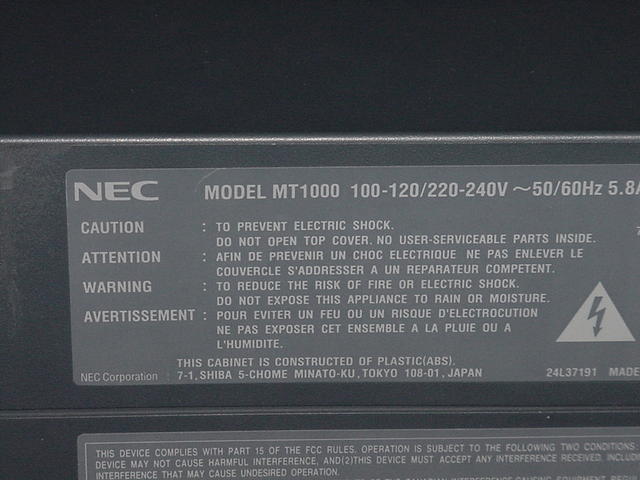 NEC MODEL MT1000 100-120/220-240V ~50/60Hz 5.8A
CAUTION : TO PREVENT ELECTRIC SHOCK.
DO NOT OPEN TOP COVER. NO USER-SERVICEABLE PARTS INSIDE.
ATTENTION : AFIN DE PREVENIR UN CHOC ELECTRIQUE NE PAS ENLEVER LE
COUVERCLE S'ADDRESSER A UN REPARATEUR COMPETENT.
WARNING : TO REDUCE THE RISK OF FIRE OR ELECTRIC SHOCK.
DO NOT EXPOSE THIS APPLIANCE TO RAIN OR MOISTURE.
AVERTISSEMENT : POUR EVITER UN FEU OU UN RISQUE D'ELECTROCUTION
NE PAS EXPOSER CET ENSEMBLE A LA PLUIE OU A
L'HUMIDITE.
THIS CABINET IS CONSTRUCTED OF PLASTIC(ABS).
NEC Corporation : 7-1, SHIBA 5-CHOME MINATO-KU, TOKYO 108-01, JAPAN 24L37191 MADE
THIS DEVICE COMPLIES WITH PART 15 OF THE FCC RULES. OPERATION IS SUBJECT TO THE FOLLOWING TWO CONDITIONS
DEVICE MAY NOT CAUSE HARMFUL INTERFERENCE, AND(2)THIS DEVICE MUST ACCEPT ANY INTERFERENCE RECEIVED, INCLUDI
INTERFERENCE THAT MAY CAUSE UNDESIRED OPERATION.